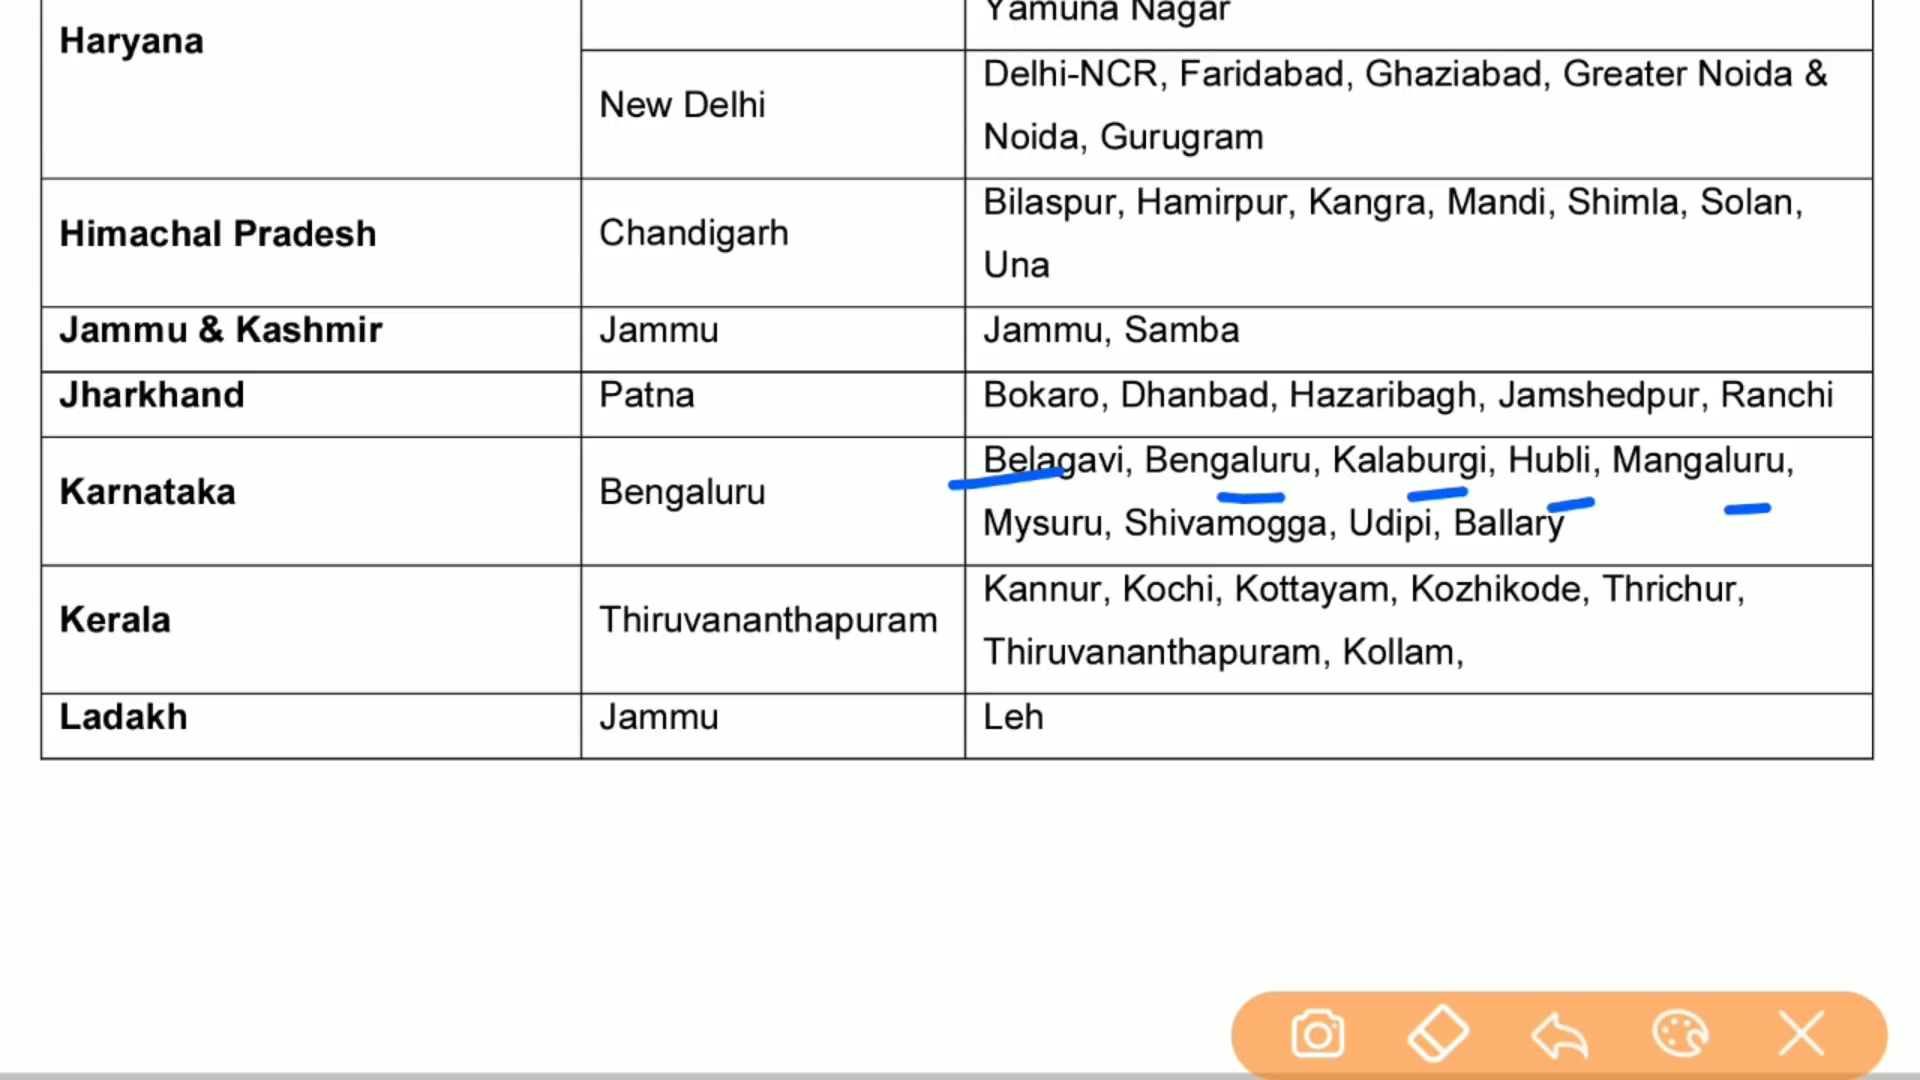 Yamuna Nagar
Haryana
New Delhi
Delhi-NCR, Faridabad, Ghaziabad, Greater Noida &
Noida, Gurugram
Himachal Pradesh
Chandigarh
Bilaspur, Hamirpur, Kangra, Mandi, Shimla, Solan,
Una
Jammu & Kashmir
Jammu
Jammu, Samba
Jharkhand
Patna
Bokaro, Dhanbad, Hazaribagh, Jamshedpur, Ranchi
Karnataka
Bengaluru
Belagavi, Bengaluru, Kalaburgi, Hubli, Mangaluru,
Mysuru, Shivamogga, Udipi, Ballary
Kerala
Thiruvananthapuram
Kannur, Kochi, Kottayam, Kozhikode, Thrichur,
Thiruvananthapuram, Kollam,
Ladakh
Jammu
Leh